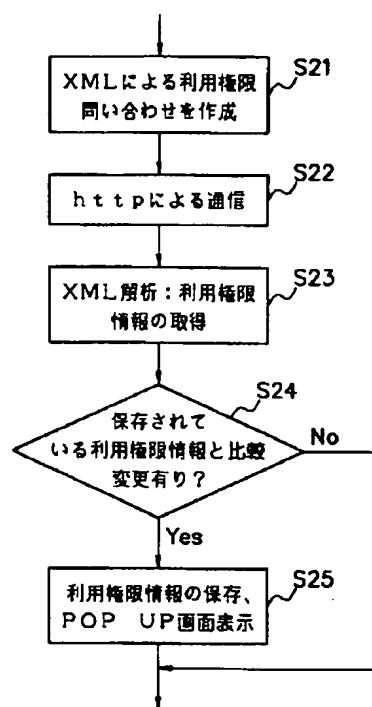 S21
XMLによる利用権限
問い合わせを作成
S22
httpによる通信
S23
XML解析：利用権限
情報の取得
S24
保存されて
いる利用権限情報と比較
変更有り？
No
Yes
S25
利用権限情報の保存、
POP UP画面表示